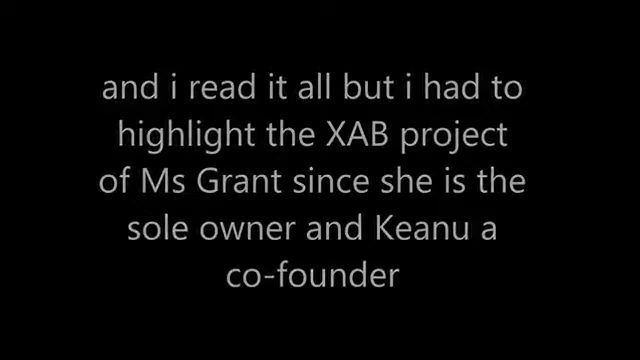 and i read it all but i had to
highlight the XAB project
of Ms Grant since she is the
sole owner and Keanu a
co-founder